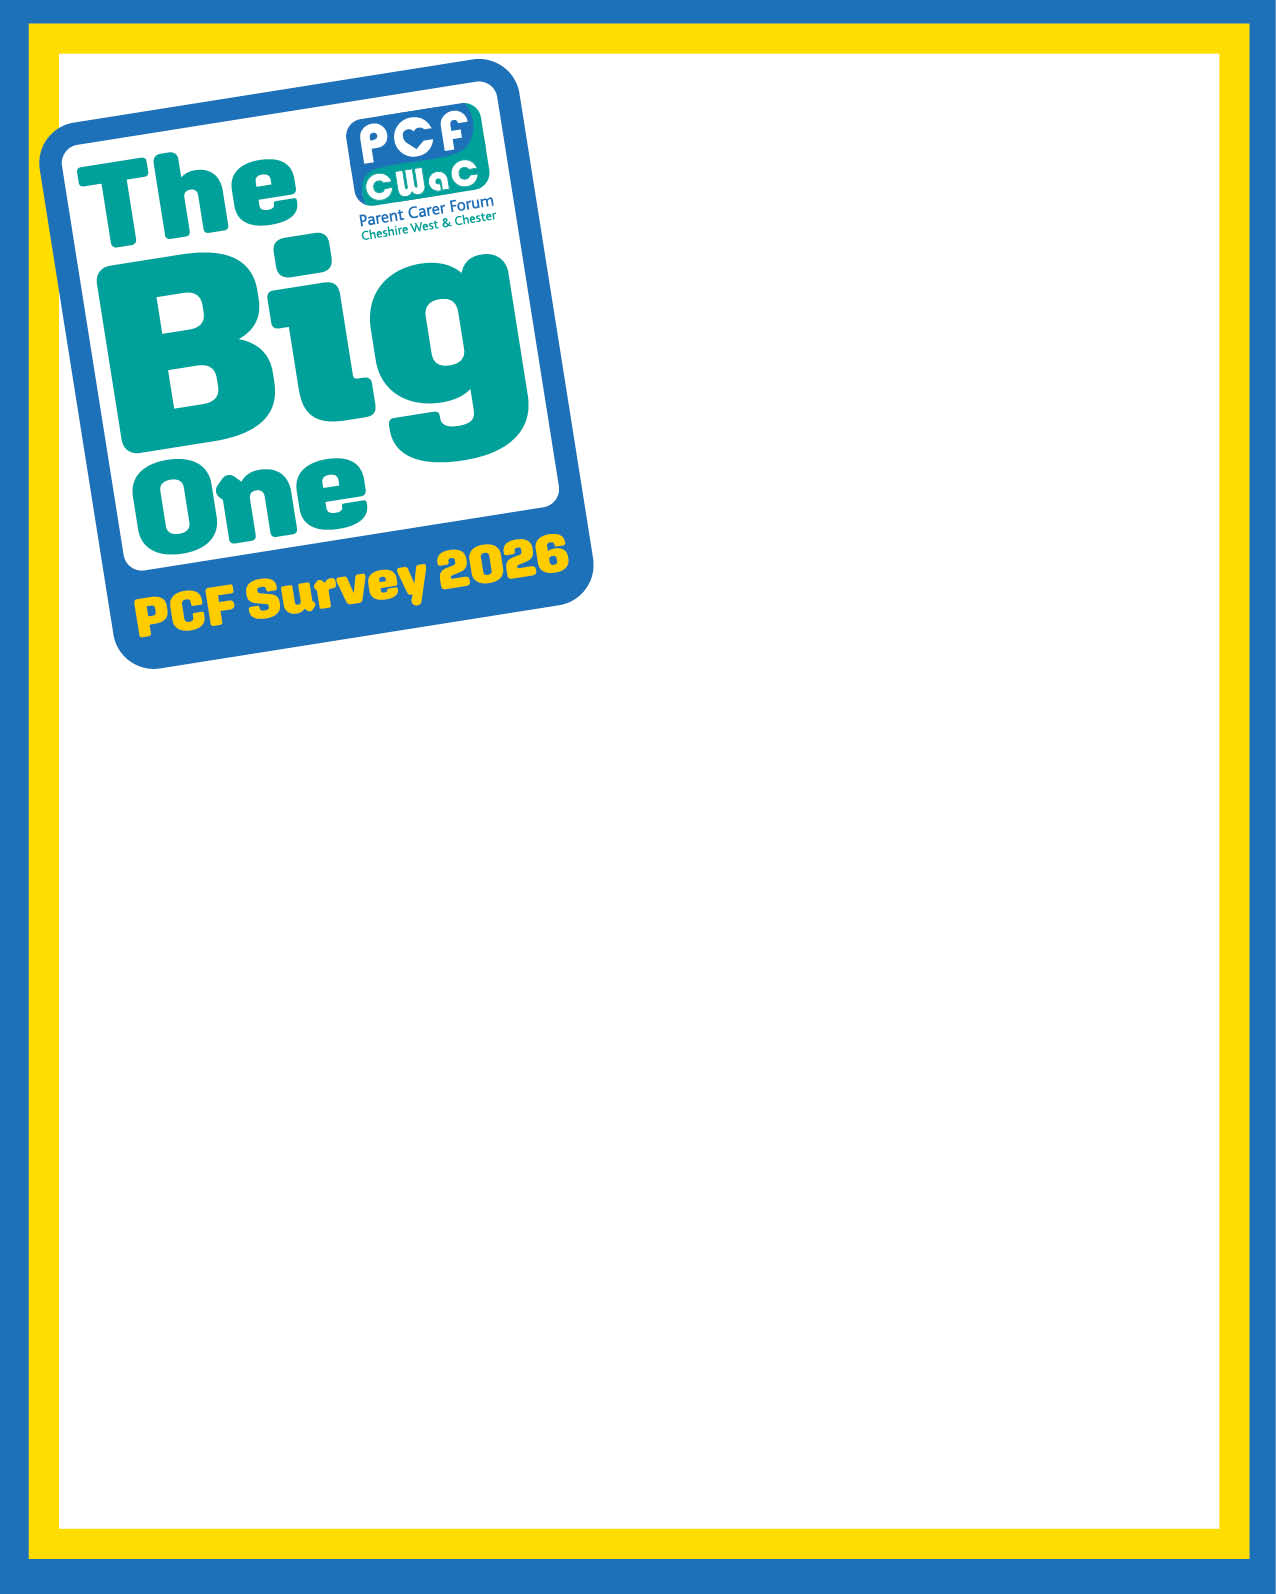 The
Big
One
PCF
CWaC
Parent Carer Forum
Cheshire West & Chester
PCF Survey 2026